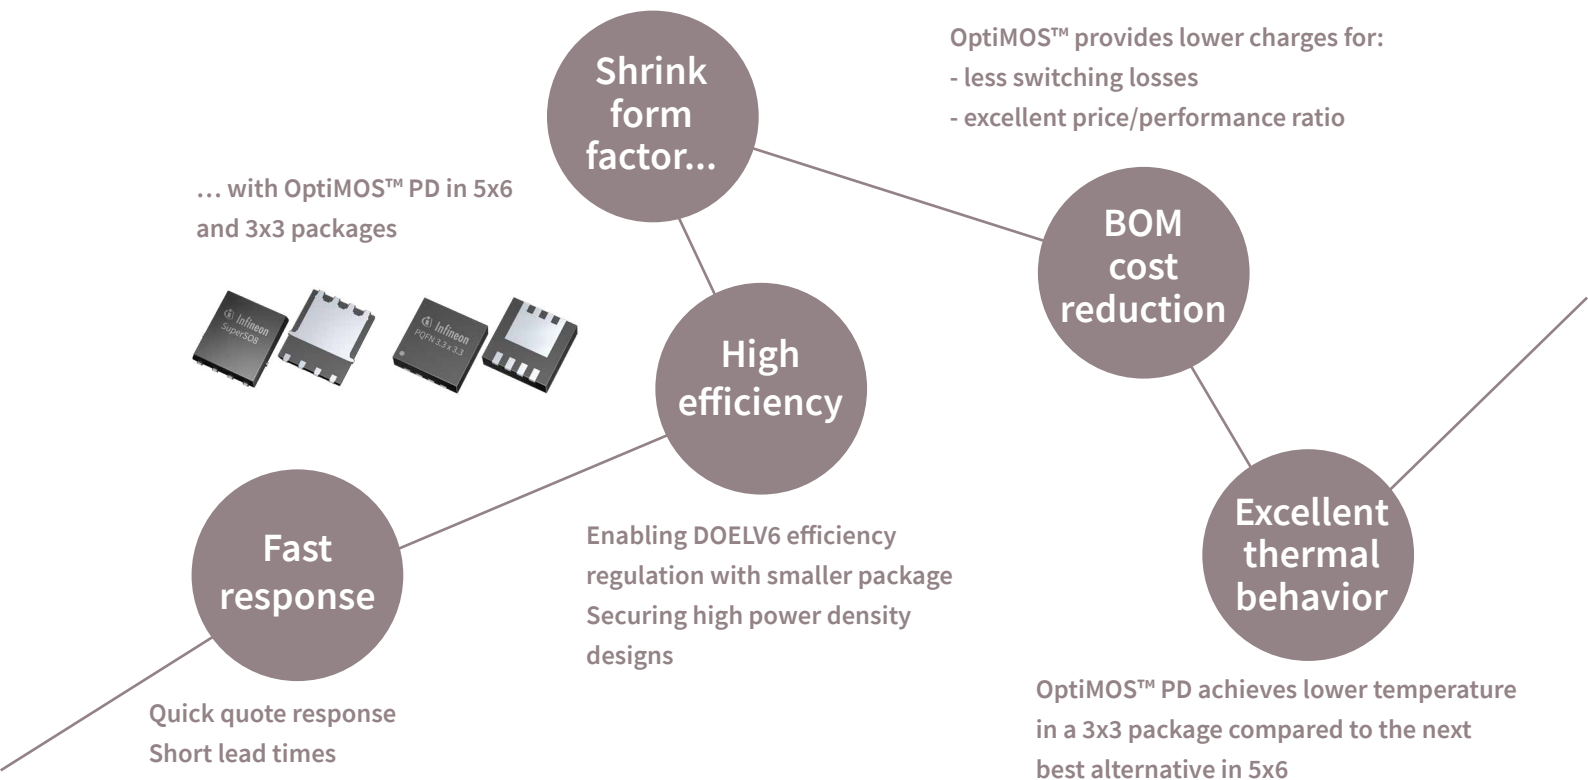 Shrink
form
factor...
… with OptiMOS™ PD in 5x6
and 3x3 packages
Infineon
SuperSO8
Infineon
PQFN 3.3 x 3.3
OptiMOS™ provides lower charges for:
- less switching losses
- excellent price/performance ratio
BOM
cost
reduction
High
efficiency
Enabling DOELV6 efficiency
regulation with smaller package
Securing high power density
designs
Fast
response
Quick quote response
Short lead times
Excellent
thermal
behavior
OptiMOS™ PD achieves lower temperature
in a 3x3 package compared to the next
best alternative in 5x6